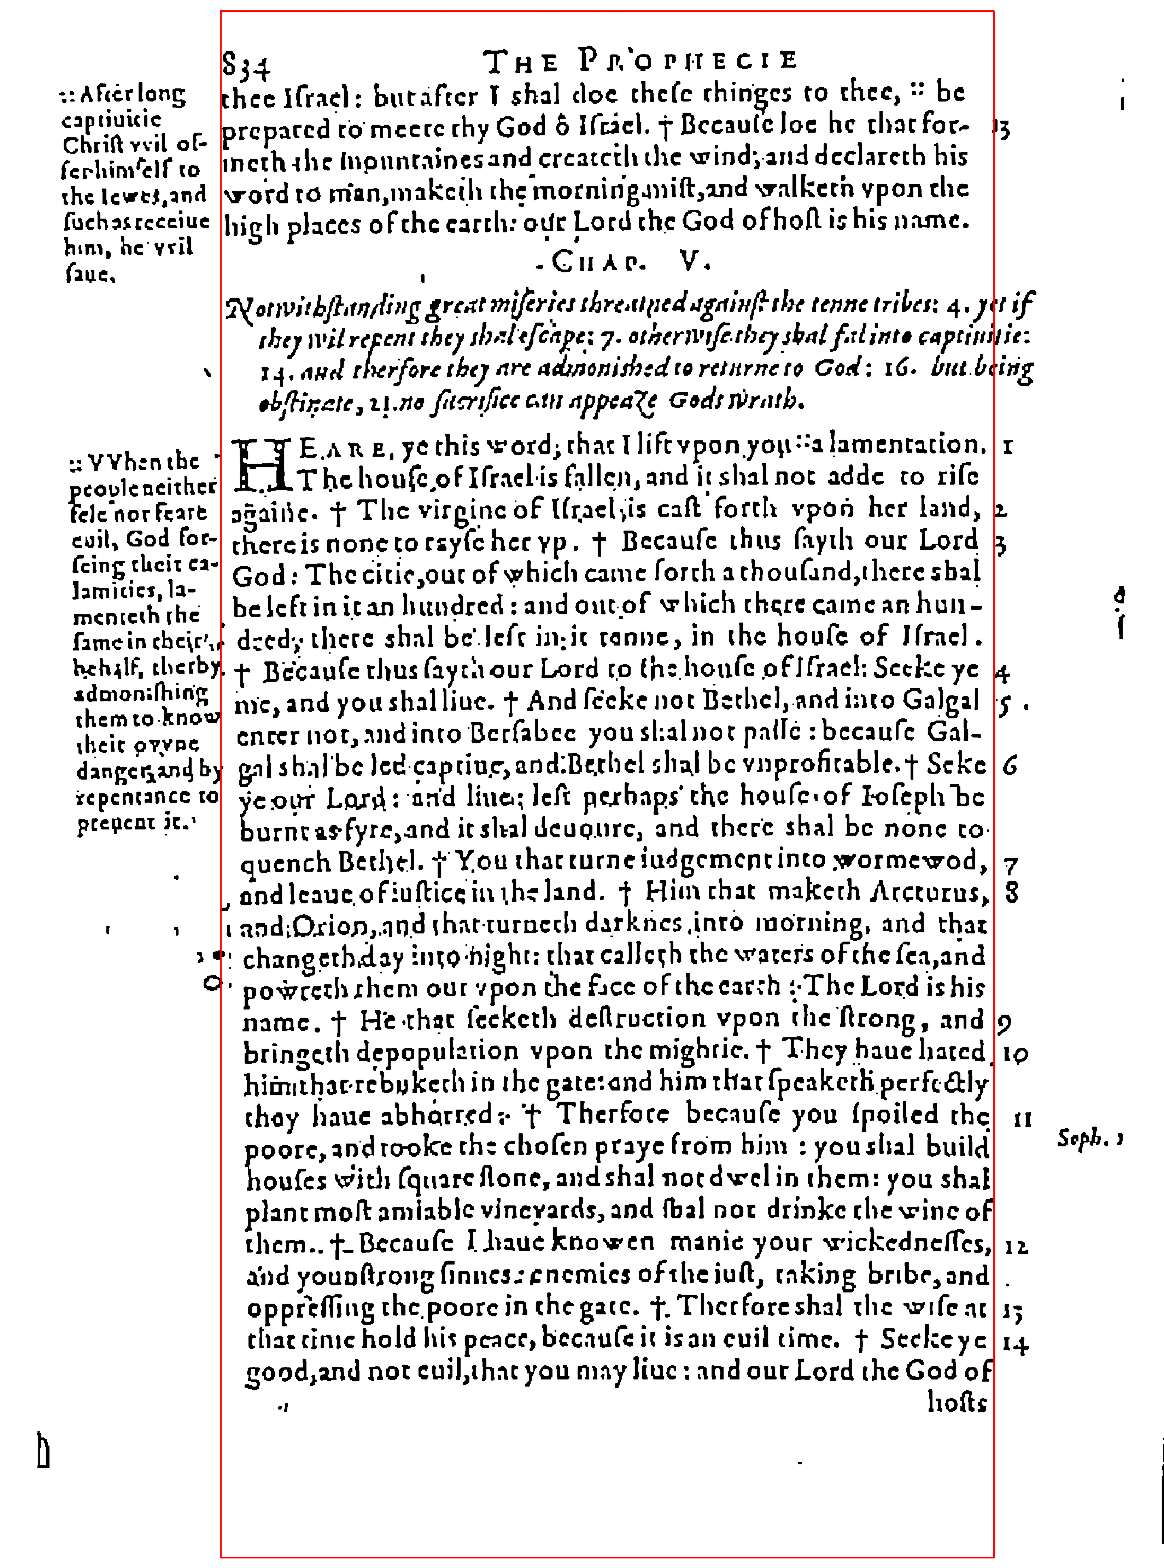 834 THE PROPHECIE
thee Iſrael: but after I shal doe theſe thinges to thee, :: be
prepared to meete thy God ô Iſrael. † Becauſe loe he that for- 13
meth the mountaines and createth the wind, and declareth his
word to man, maketh the morning miſt, and walketh vpon the
high places of the earth: our Lord the God of hoſt is his name.
:: After long
captiuitie
Chriſt vvil of-
fer himſelf to
the Iewes, and
ſuch as receiue
him, he vvil
ſaue.
CHAP. V.
Notwithſtanding great miſeries threatned againſt the tenne tribes: 4. yet if
they wil repent they shal eſcape: 7. otherwiſe they shal fal into captiuitie:
14. and therfore they are admonished to returne to God: 16. but being
obſtinate, 21. no ſacrifice can appeaze Gods wrath.
HEARE, ye this word, that I lift vpon you :: a lamentation. 1
The houſe of Iſrael is fallen, and it shal not adde to riſe
againe. † The virgine of Iſrael is caſt forth vpon her land, 2
there is none to rayſe her vp. † Becauſe thus ſayth our Lord 3
God: The citie, out of which came forth a thouſand, there shal
be left in it an hundred: and out of which there came an hun-
dred, there shal be left in it tenne, in the houſe of Iſrael.
† Becauſe thus ſayth our Lord to the houſe of Iſrael: Seeke ye 4
me, and you shal liue. † And ſeeke not Bethel, and into Galgal 5
enter not, and into Berſabee you shal not paſſe: becauſe Gal-
gal shal be led captiue, and Bethel shal be vnprofitable. † Seke 6
ye our Lord: and liue; leſt perhaps the houſe of Ioſeph be
burnt as fyre, and it shal deuoure, and there shal be none to
quench Bethel. † You that turne iudgement into wormewod, 7
and leaue of iuſtice in the land. † Him that maketh Arcturus, 8
and Orion, and that turneth darknes into morning, and that
changeth day into night: that calleth the waters of the ſea, and
powreth them out vpon the face of the earth: The Lord is his
name. † He that ſeeketh deſtruction vpon the ſtrong, and 9
bringeth depopulation vpon the mightie. † They haue hated 10
him that rebuketh in the gate: and him that ſpeaketh perfectly
they haue abhorred: † Therfore becauſe you ſpoiled the 11
poore, and tooke the choſen praye from him: you shal build
houſes with ſquare ſtone, and shal not dwel in them: you shal
plant moſt amiable vineyards, and ſhal not drinke the wine of
them. † Becauſe I haue knowen manie your wickedneſſes, 12
and your ſtrong ſinnes: enemies of the iuſt, taking bribe, and
oppreſſing the poore in the gate. † Therfore shal the wiſe at 13
that time hold his peace, becauſe it is an euil time. † Seeke ye 14
good, and not euil, that you may liue: and our Lord the God of
hoſts
:: VVhen the
people neither
fele nor feare
euil, God for-
ſeing their ca-
lamities, la-
menteth the
ſame in their
behalf, therby
admoniſhing
them to know
their ovvne
danger, and by
repentance to
preuent it.
Soph. 1